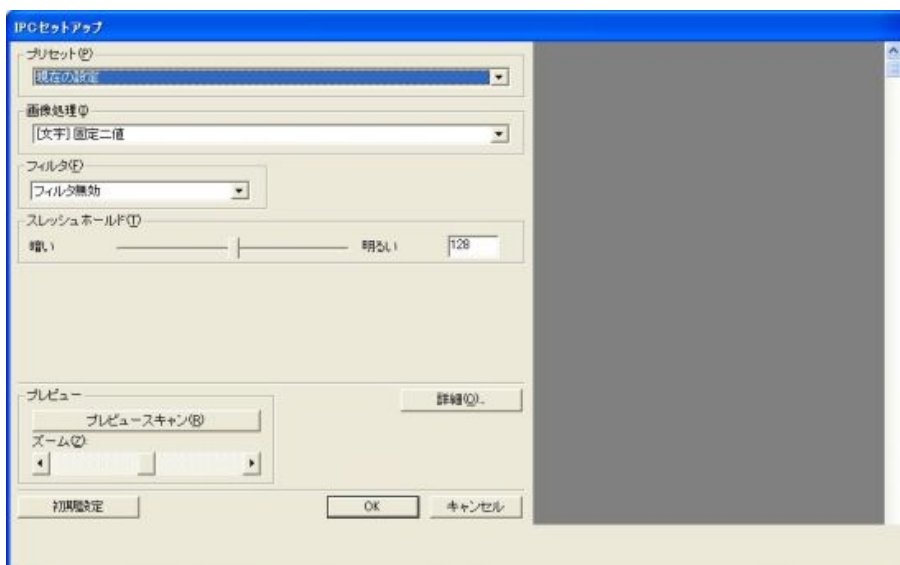 IPCセットアップ
プリセット(P)
現在の設定
画像処理(I)
[文字] 固定二値
フィルタ(F)
フィルタ無効
スレッシュホールド(T)
暗い 明るい 128
プレビュー
詳細(O)..
プレビュースキャン(R)
ズーム(Z):
初期設定 OK キャンセル